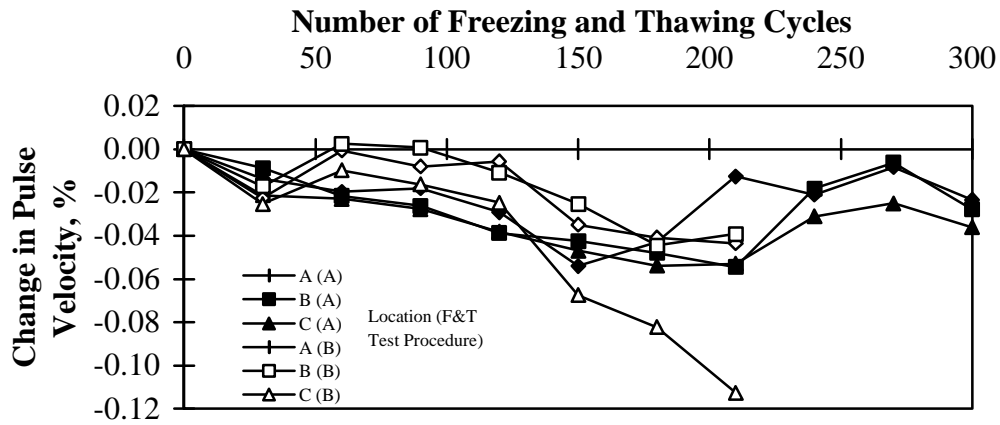 Number of Freezing and Thawing Cycles
0 50 100 150 200 250 300
Change in Pulse
Velocity, %
0.02
0.00
-0.02
-0.04
-0.06
-0.08
-0.10
-0.12
A (A)
B (A)
C (A)
A (B)
B (B)
C (B)
Location (F&T
Test Procedure)